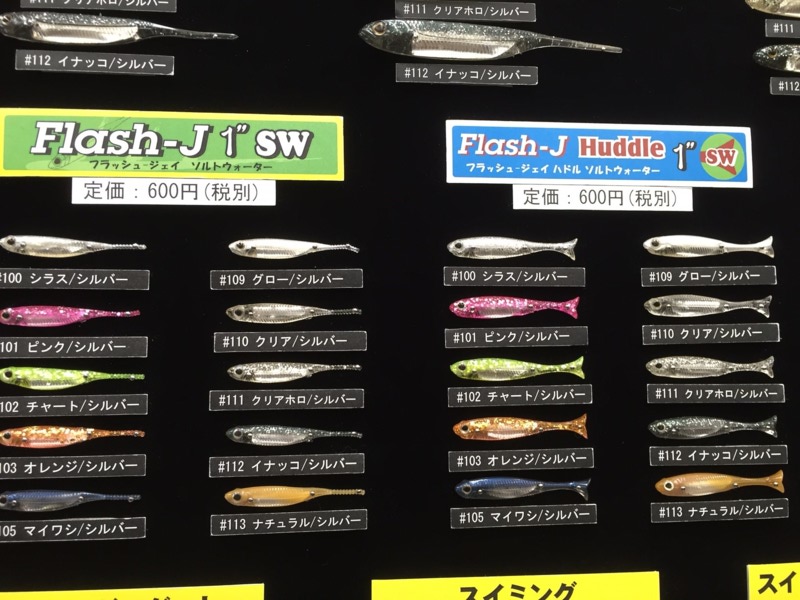 #111 クリアホロ/シルバー
#112 イナッコ/シルバー
#112 イナッコ/シルバー
#111
#112
Flash-J 1" SW
フラッシュ-ジェイ ソルトウォーター
定価：600円(税別)
#100 シラス/シルバー
#109 グロー/シルバー
101 ピンク/シルバー
#110 クリア/シルバー
102 チャート/シルバー
#111 クリアホロ/シルバー
103 オレンジ/シルバー
#112 イナッコ/シルバー
105 マイワシ/シルバー
#113 ナチュラル/シルバー
Flash-J Huddle 1" SW
フラッシュ-ジェイ ハドル ソルトウォーター
定価：600円(税別)
#100 シラス/シルバー
#109 グロー/シルバー
#101 ピンク/シルバー
#110 クリア/シルバー
#102 チャート/シルバー
#111 クリアホロ/シルバー
#103 オレンジ/シルバー
#112 イナッコ/シルバー
#105 マイワシ/シルバー
#113 ナチュラル/シルバー
スイミング
スイ